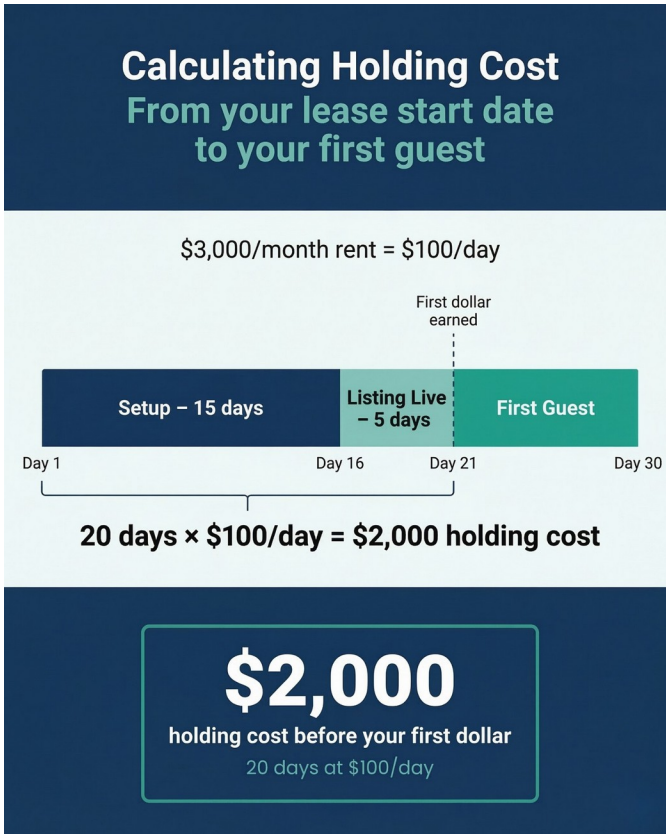 Calculating Holding Cost
From your lease start date
to your first guest
$3,000/month rent = $100/day
First dollar
earned
Setup – 15 days
Listing Live
– 5 days
First Guest
Day 1
Day 16
Day 21
Day 30
20 days × $100/day = $2,000 holding cost
$2,000
holding cost before your first dollar
20 days at $100/day